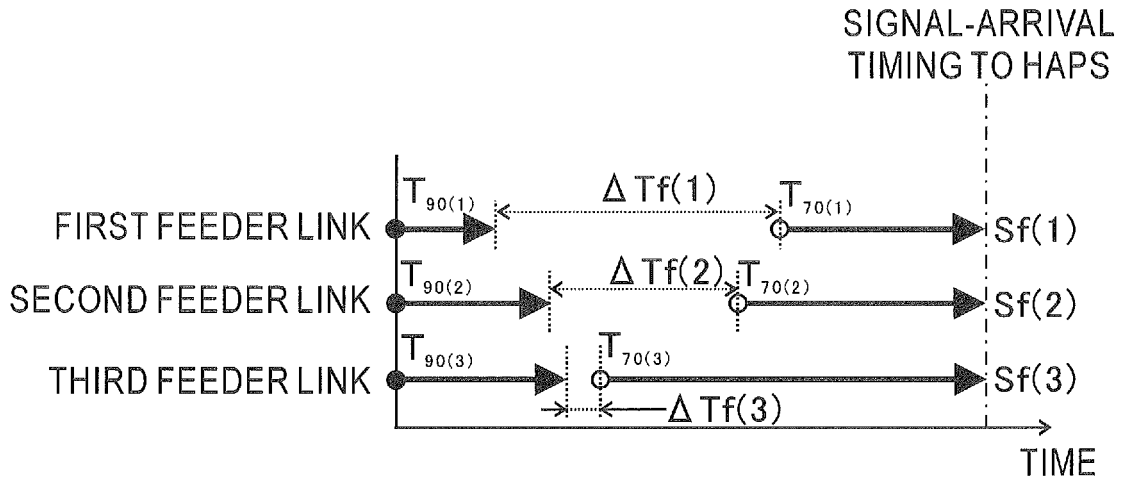 SIGNAL-ARRIVAL
TIMING TO HAPS
FIRST FEEDER LINK
T90(1)
ΔTf(1)
T70(1)
Sf(1)
SECOND FEEDER LINK
T90(2)
ΔTf(2)
T70(2)
Sf(2)
THIRD FEEDER LINK
T90(3)
T70(3)
Sf(3)
ΔTf(3)
TIME